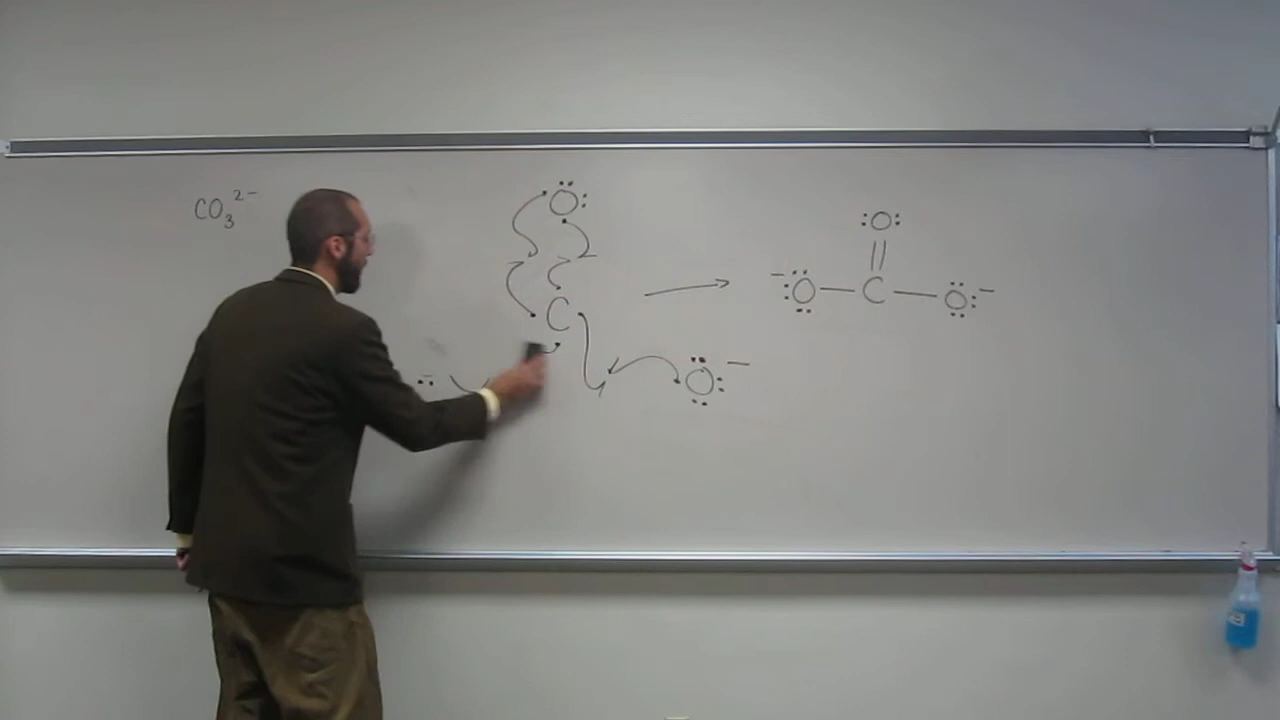 CO₃²⁻
:Ö:
C
:Ö: ⁻
:O:
||
⁻ :Ö: — C — :Ö: ⁻